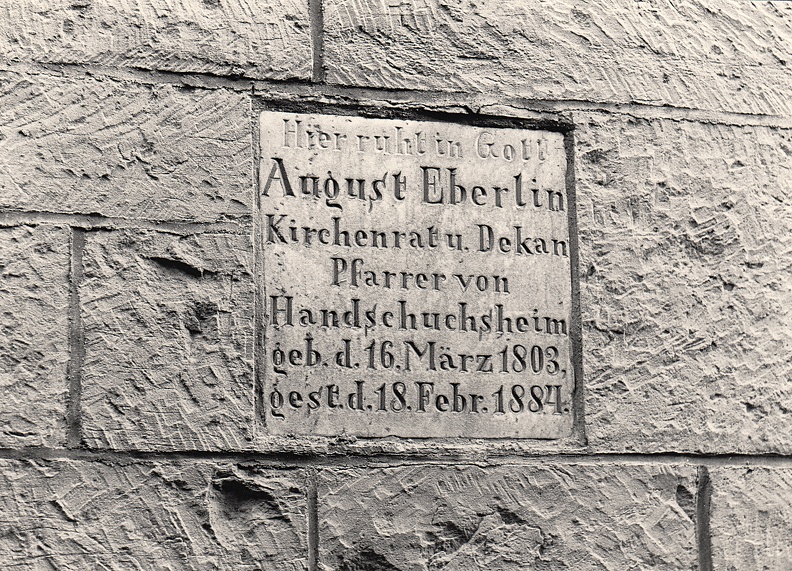 Hier ruht in Gott
August Eberlin
Kirchenrat u. Dekan
Pfarrer von
Handschuchsheim
geb. d. 16. März 1803,
gest. d. 18. Febr. 1884.